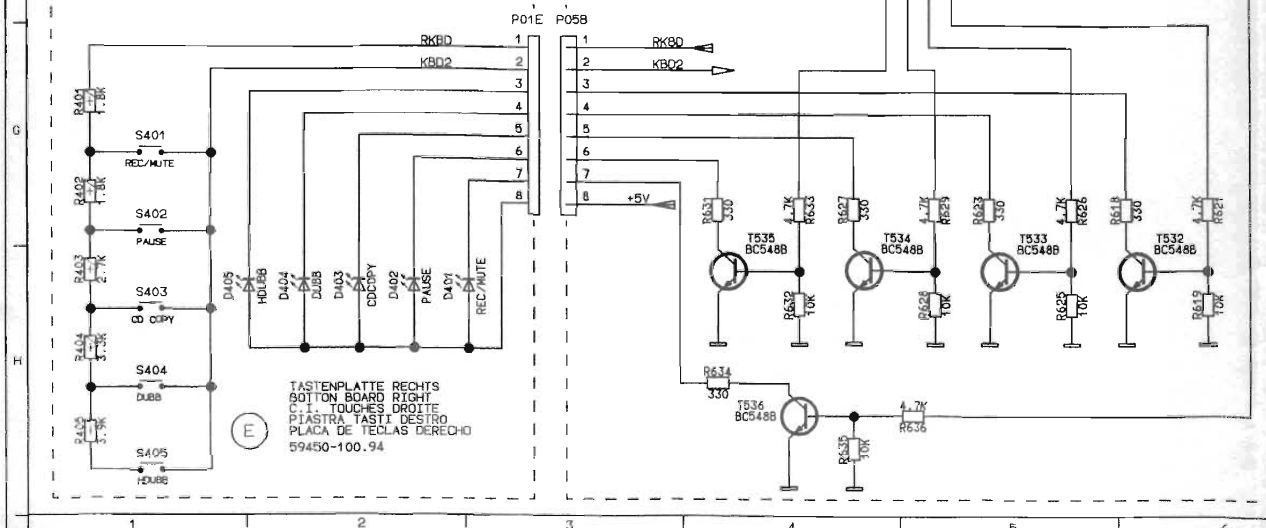 P01E P05B
RKBD
KBD2
1
2
3
4
5
6
7
8
1
2
3
4
5
6
7
8
RKBD
KBD2
+5V
G
H
R401
1.8K
S401
REC/MUTE
R402
1.8K
S402
PAUSE
R403
2.7K
S403
CD COPY
R404
3.3K
S404
DUBB
R405
3.9K
S405
HDUBB
D405
HDUBB
D404
DUBB
D403
CDCOPY
D402
PAUSE
D401
REC/MUTE
TASTENPLATTE RECHTS
BOTTON BOARD RIGHT
C.I. TOUCHES DROITE
PIASTRA TASTI DESTRO
PLACA DE TECLAS DERECHO
59450-100.94
E
R631
330
4.7K
R633
R627
330
4.7K
R629
R623
330
4.7K
R626
R618
330
4.7K
R621
T535
BC548B
T534
BC548B
T533
BC548B
T532
BC548B
R632
10K
R628
10K
R625
10K
R619
10K
R634
330
T536
BC548B
4.7K
R636
R635
10K
1
2
3
4
5